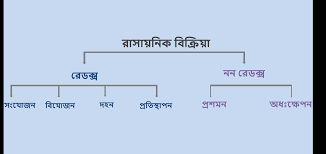 রাসায়নিক বিক্রিয়া
রেডক্স নন রেডক্স
সংযোজন বিযোজন দহন প্রতিস্থাপন প্রশমন অধঃক্ষেপন